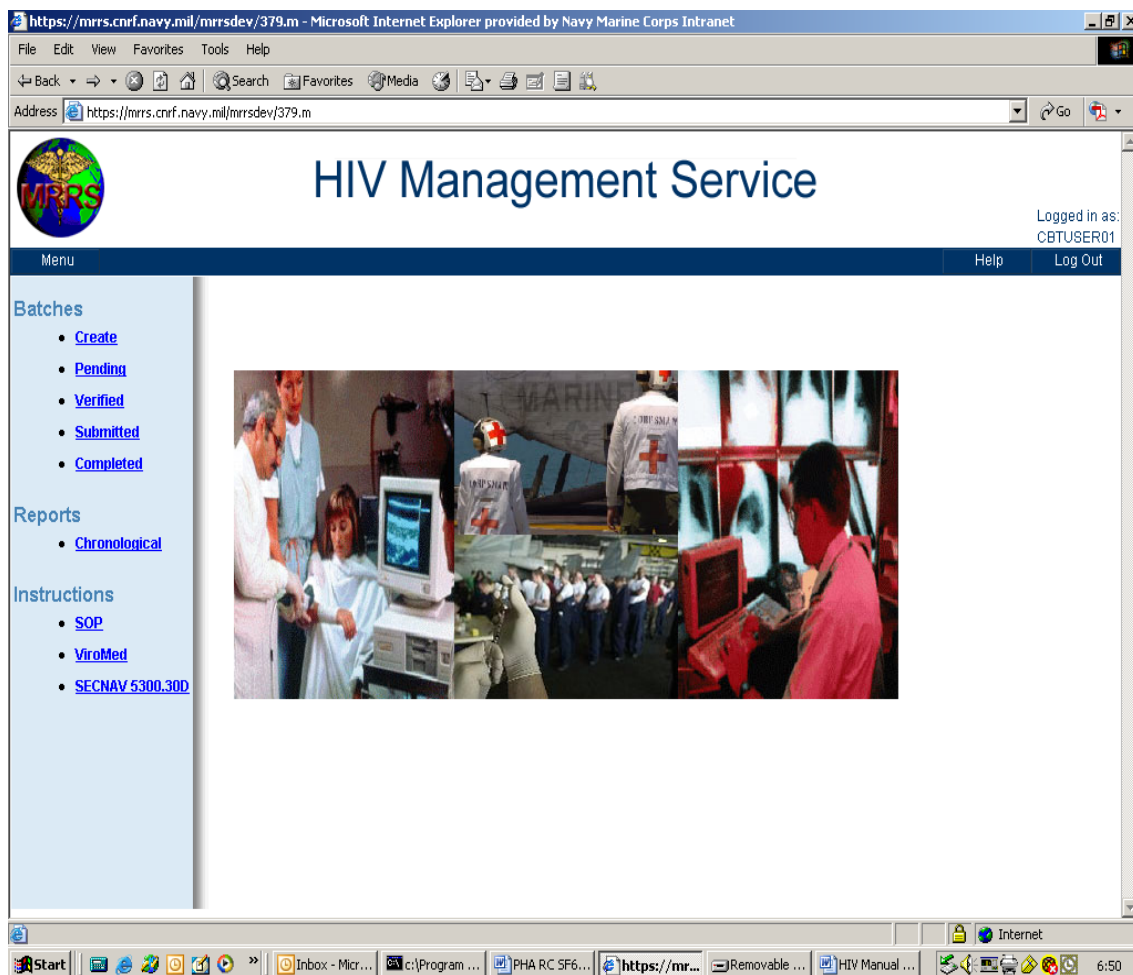 https://mrrs.cnrf.navy.mil/mrrsdev/379.m - Microsoft Internet Explorer provided by Navy Marine Corps Intranet
File Edit View Favorites Tools Help
Back Search Favorites Media
Address https://mrrs.cnrf.navy.mil/mrrsdev/379.m Go
MRRS
HIV Management Service
Logged in as:
CBTUSER01
Menu Help Log Out
Batches
Create
Pending
Verified
Submitted
Completed
Reports
Chronological
Instructions
SOP
ViroMed
SECNAV 5300.30D
MARINE
CORPSMAN
CORPSMAN
Internet
Start » Inbox - Micr... c:\Program ... PHA RC SF6... https://mr... Removable ... HIV Manual ... 6:50